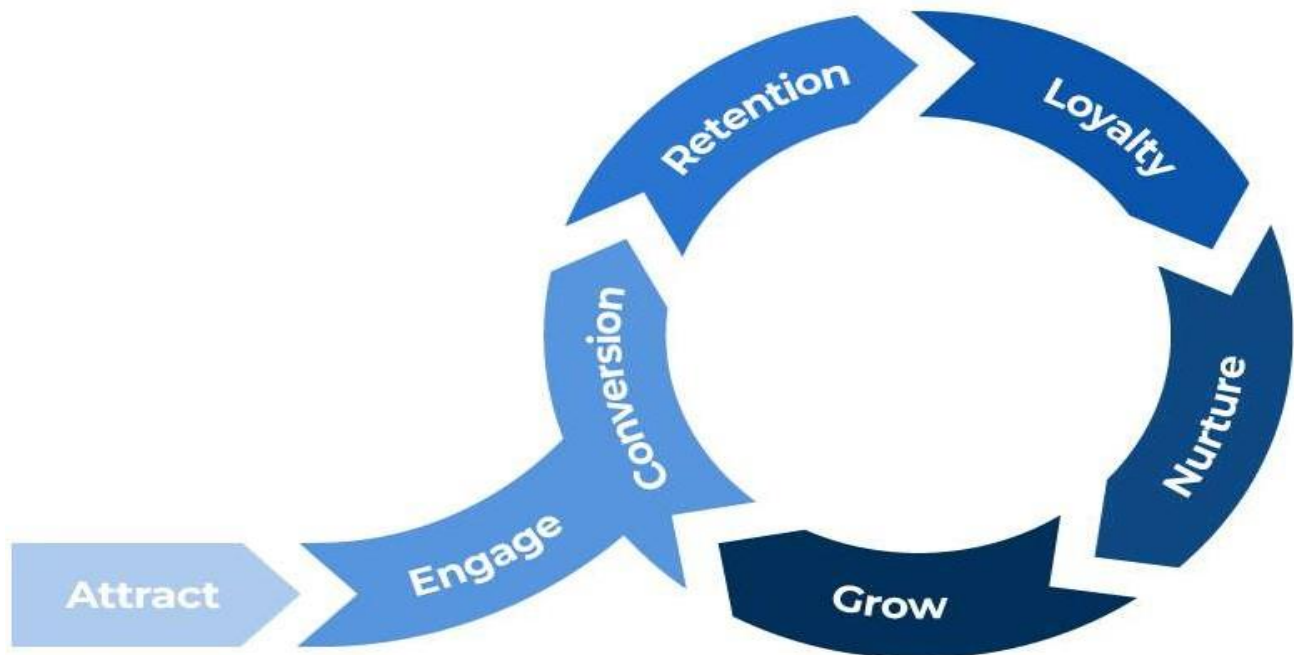 Attract
Engage
Conversion
Retention
Loyalty
Nurture
Grow